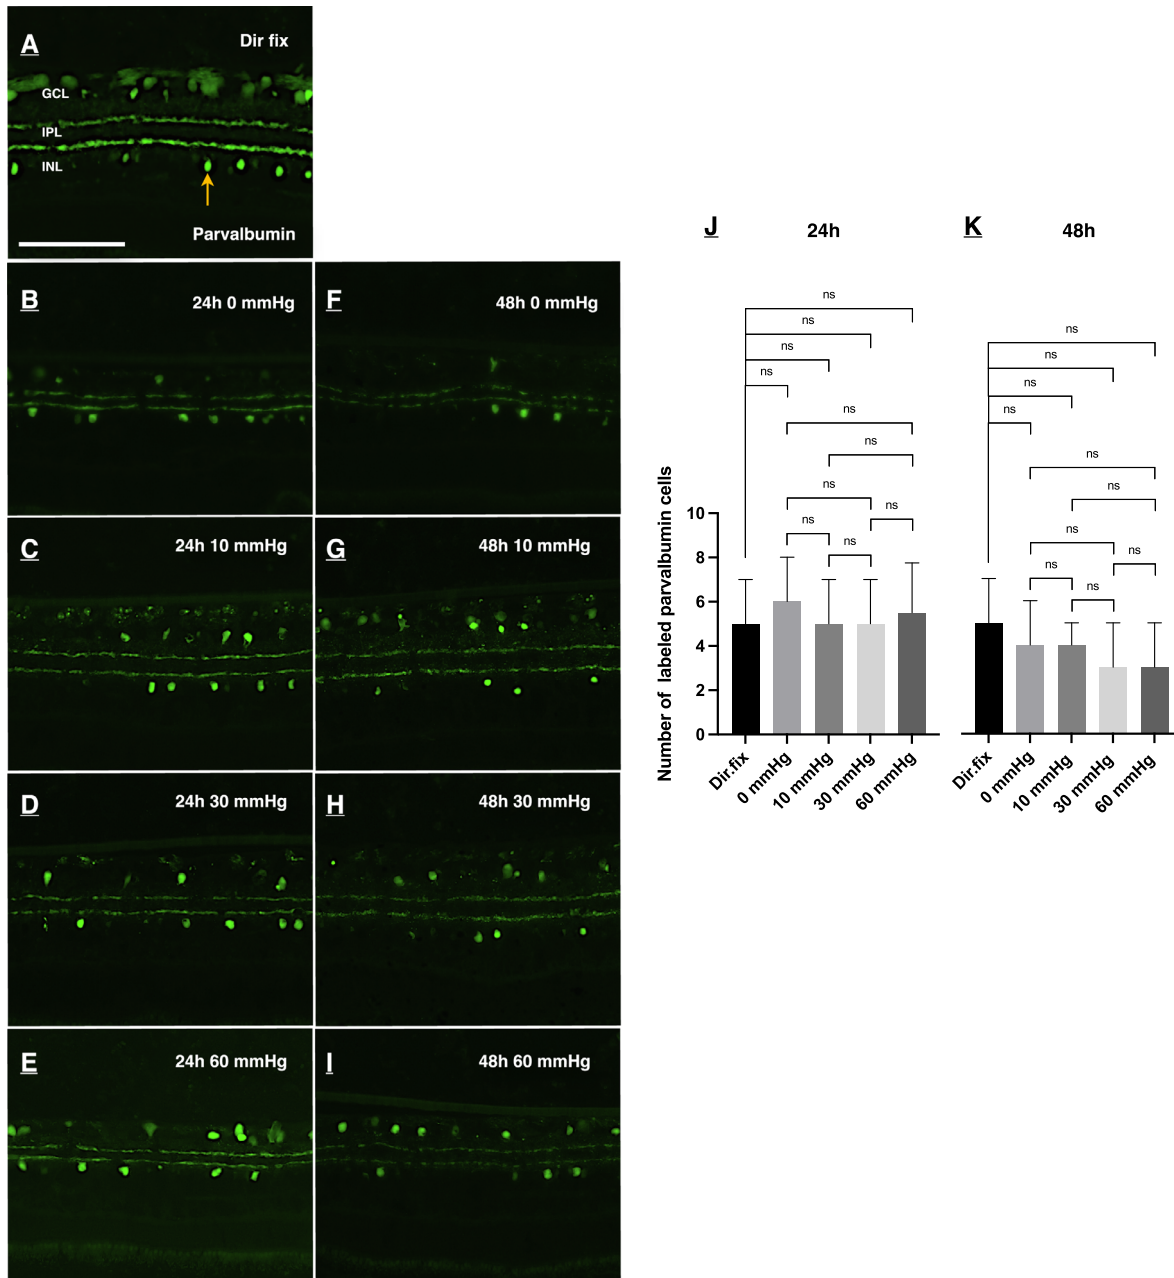 A
Dir fix
GCL
IPL
INL
Parvalbumin
B
24h 0 mmHg
F
48h 0 mmHg
C
24h 10 mmHg
G
48h 10 mmHg
D
24h 30 mmHg
H
48h 30 mmHg
E
24h 60 mmHg
I
48h 60 mmHg
J
24h
ns
ns
ns
ns
ns
ns
ns
ns
ns
ns
Number of labeled parvalbumin cells
10
8
6
4
2
0
Dir.fix
0 mmHg
10 mmHg
30 mmHg
60 mmHg
K
48h
ns
ns
ns
ns
ns
ns
ns
ns
ns
ns
Dir.fix
0 mmHg
10 mmHg
30 mmHg
60 mmHg